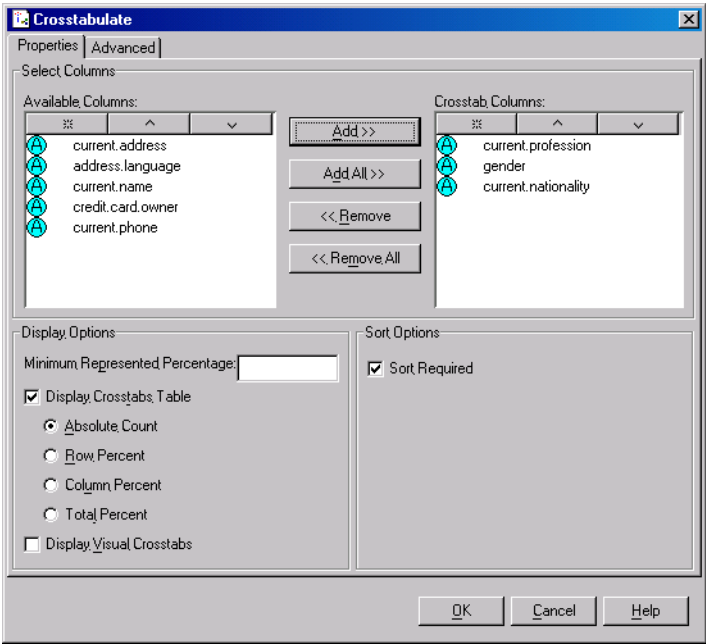 Crosstabulate
Properties
Advanced
Select Columns
Available Columns:
Crosstab Columns:
A current.address
A address.language
A current.name
A credit.card.owner
A current.phone
Add >>
Add All >>
<< Remove
<< Remove All
A current.profession
A gender
A current.nationality
Display Options
Minimum Represented Percentage:
Display Crosstabs Table
Absolute Count
Row Percent
Column Percent
Total Percent
Display Visual Crosstabs
Sort Options
Sort Required
OK
Cancel
Help